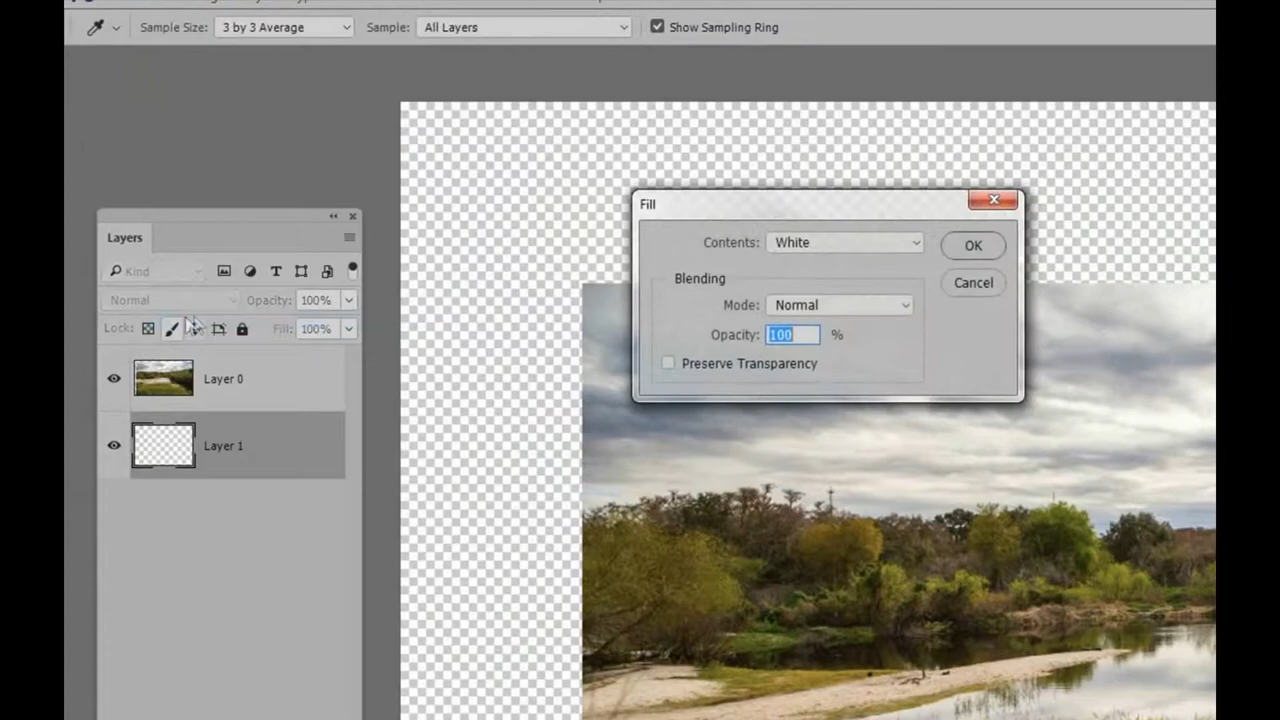 Sample Size: 3 by 3 Average Sample: All Layers Show Sampling Ring
Fill
Contents: White OK
Blending Cancel
Mode: Normal
Opacity: 100 %
Preserve Transparency
Layers
Kind T
Normal Opacity: 100%
Lock: Fill: 100%
Layer 0
Layer 1